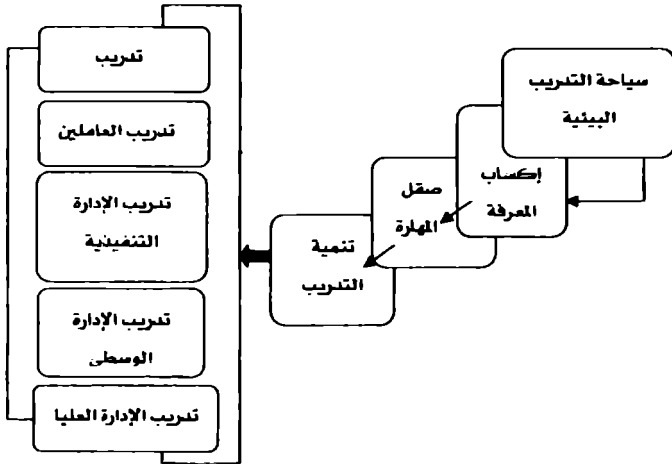 سياحة التدريب
البيئية
إكساب
المعرفة
صقل
المهارة
تنمية
التدريب
تدريب
تدريب العاملين
تدريب الإدارة
التنفيذية
تدريب الإدارة
الوسطى
تدريب الإدارة العليا